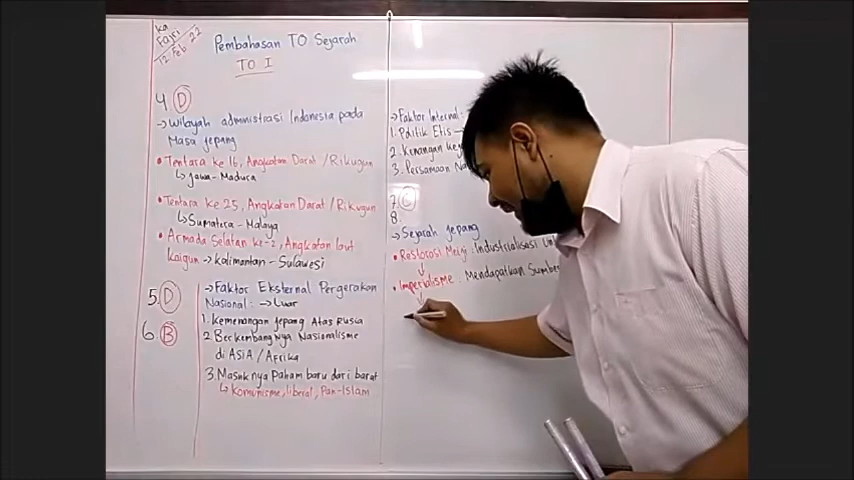 Ka
Fajri
12 Feb 22
Pembahasan TO Sejarah
TO I
4 D
→Wilayah administrasi Indonesia pada
Masa jepang
• Tentara ke 16, Angkatan Darat / Rikugun
↳Jawa-Madura
• Tentara ke 25, Angkatan Darat / Rikugun
↳Sumatera-Malaya
• Armada Selatan ke-2, Angkatan laut
Kaigun → Kalimantan - Sulawesi
5 D →Faktor Eksternal Pergerakan
Nasional : → Luar
1. Kemenangan jepang Atas Rusia
6 B 2. BerkembangNya Nasionalisme
di ASIA / Afrika
3. Masuk nya Paham baru dari barat
↳ Komunisme, liberal, Pan-Islam
→Faktor Internal :
1. Politik Etis
2. Kenangan
3. Persamaan
7. C
8.
→Sejarah jepang
• Restorasi Meiji : Industrialisasi
↓
• Imperialisme : Mendapatkan Sumber
↓